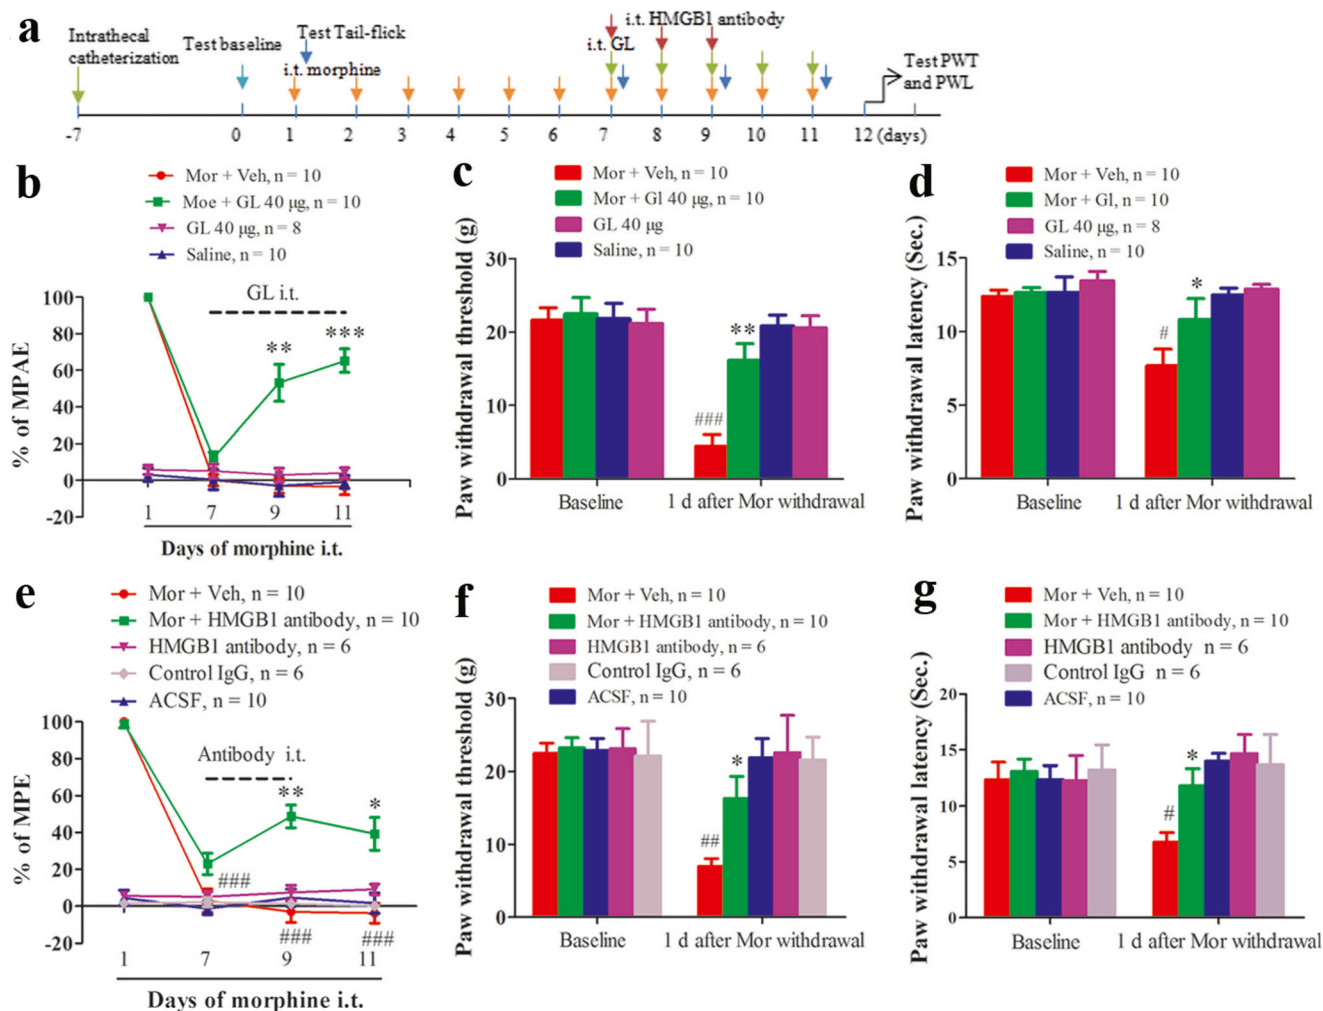 a
Intrathecal
catheterization
Test baseline
Test Tail-flick
i.t. morphine
i.t. HMGB1 antibody
i.t. GL
Test PWT
and PWL
-7 0 1 2 3 4 5 6 7 8 9 10 11 12 (days)
b
Mor + Veh, n = 10
Moe + GL 40 μg, n = 10
GL 40 μg, n = 8
Saline, n = 10
GL i.t.
** ***
% of MPAE
100
80
60
40
20
0
-20
1 7 9 11
Days of morphine i.t.
c
Mor + Veh, n = 10
Mor + Gl 40 μg, n = 10
GL 40 μg
Saline, n = 10
Paw withdrawal threshold (g)
30
20
10
0
###
**
Baseline
1 d after Mor withdrawal
d
Mor + Veh, n = 10
Mor + Gl, n = 10
GL 40 μg, n = 8
Saline, n = 10
Paw withdrawal latency (Sec.)
15
10
5
0
#
*
Baseline
1 d after Mor withdrawal
e
Mor + Veh, n = 10
Mor + HMGB1 antibody, n = 10
HMGB1 antibody, n = 6
Control IgG, n = 6
ACSF, n = 10
Antibody i.t.
** *
###
### ###
% of MPE
100
80
60
40
20
0
-20
1 7 9 11
Days of morphine i.t.
f
Mor + Veh, n = 10
Mor + HMGB1 antibody, n = 10
HMGB1 antibody, n = 6
Control IgG, n = 6
ACSF, n = 10
Paw withdrawal threshold (g)
30
20
10
0
##
*
Baseline
1 d after Mor withdrawal
g
Mor + Veh, n = 10
Mor + HMGB1 antibody, n = 10
HMGB1 antibody n = 6
Control IgG n = 6
ACSF, n = 10
Paw withdrawal latency (Sec.)
20
15
10
5
0
#
*
Baseline
1 d after Mor withdrawal